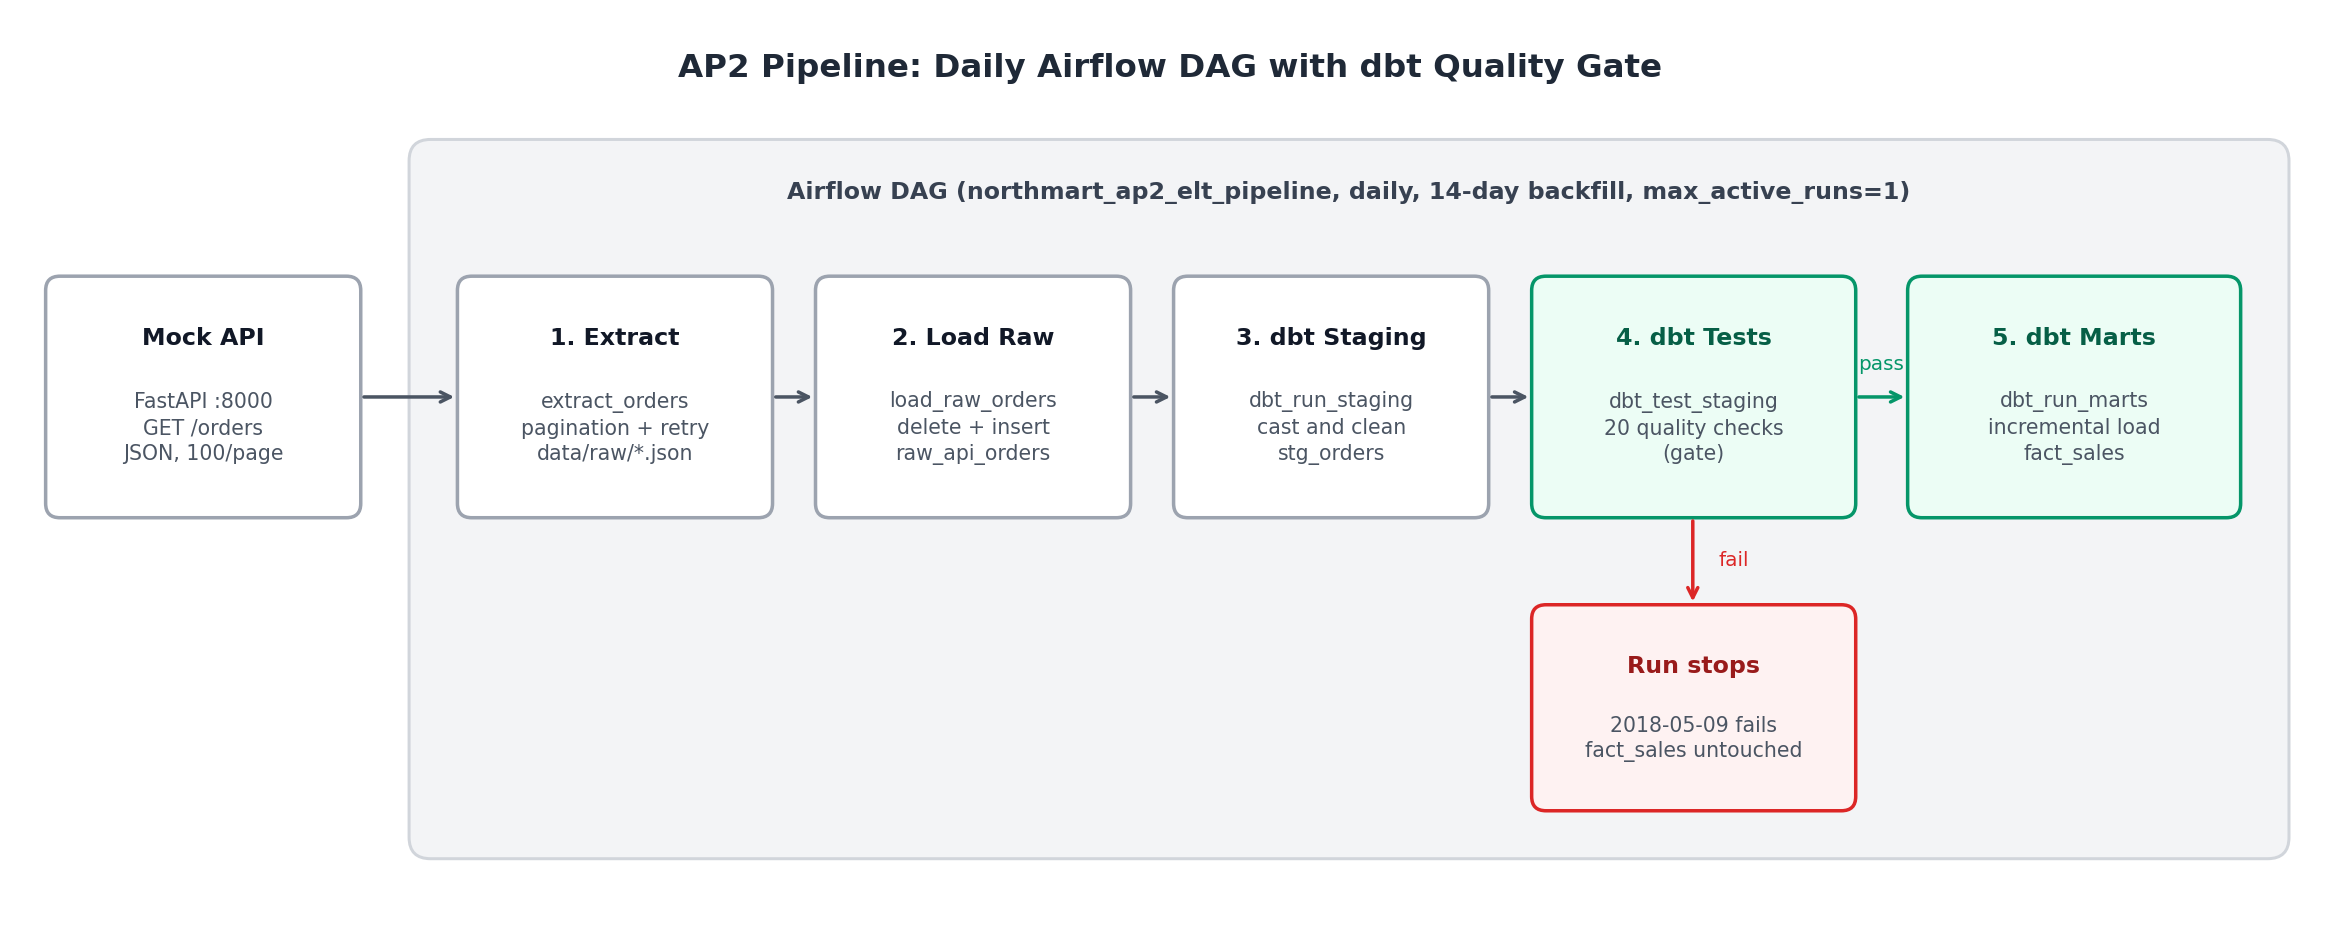 AP2 Pipeline: Daily Airflow DAG with dbt Quality Gate
Airflow DAG (northmart_ap2_elt_pipeline, daily, 14-day backfill, max_active_runs=1)
Mock API
FastAPI :8000
GET /orders
JSON, 100/page
1. Extract
extract_orders
pagination + retry
data/raw/*.json
2. Load Raw
load_raw_orders
delete + insert
raw_api_orders
3. dbt Staging
dbt_run_staging
cast and clean
stg_orders
4. dbt Tests
dbt_test_staging
20 quality checks
(gate)
pass
5. dbt Marts
dbt_run_marts
incremental load
fact_sales
fail
Run stops
2018-05-09 fails
fact_sales untouched